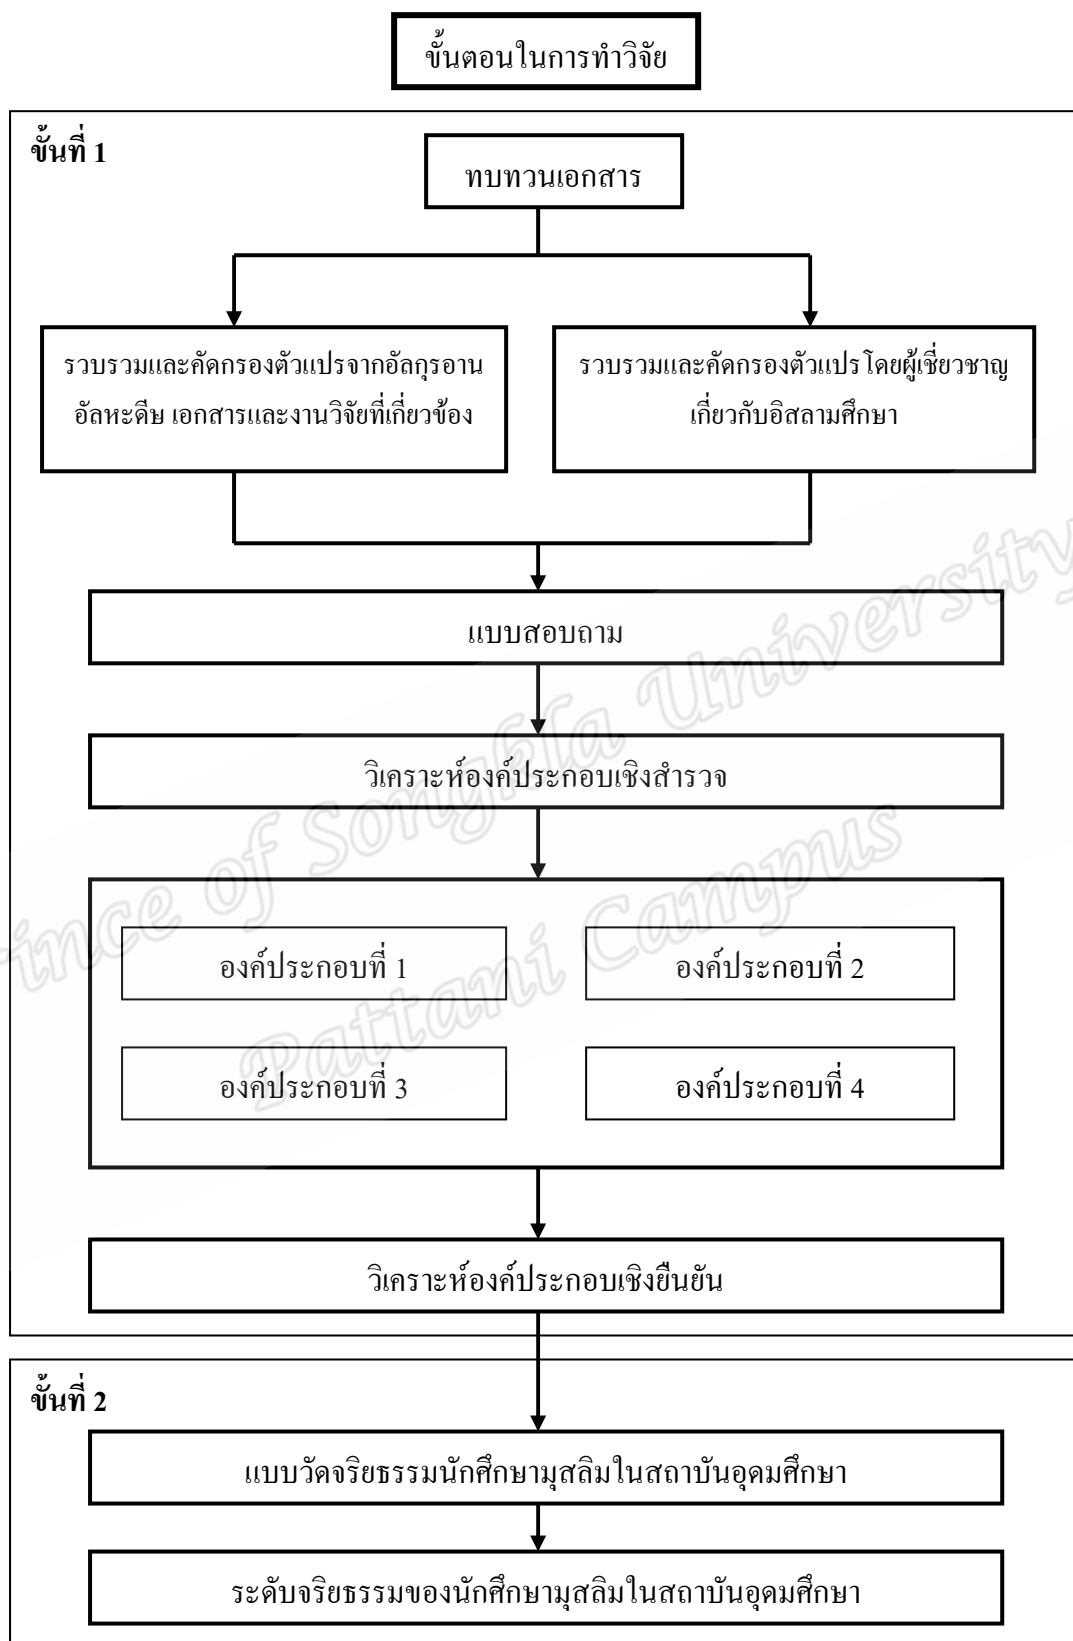 ขั้นตอนในการทำวิจัย
ขั้นที่ 1
ทบทวนเอกสาร
รวบรวมและคัดกรองตัวแปรจากอัลกุรอาน
อัลหะดีษ เอกสารและงานวิจัยที่เกี่ยวข้อง
รวบรวมและคัดกรองตัวแปรโดยผู้เชี่ยวชาญ
เกี่ยวกับอิสลามศึกษา
แบบสอบถาม
วิเคราะห์องค์ประกอบเชิงสำรวจ
องค์ประกอบที่ 1
องค์ประกอบที่ 2
องค์ประกอบที่ 3
องค์ประกอบที่ 4
วิเคราะห์องค์ประกอบเชิงยืนยัน
ขั้นที่ 2
แบบวัดจริยธรรมนักศึกษามุสลิมในสถาบันอุดมศึกษา
ระดับจริยธรรมของนักศึกษามุสลิมในสถาบันอุดมศึกษา
rince of Songkla University
Pattani Campus